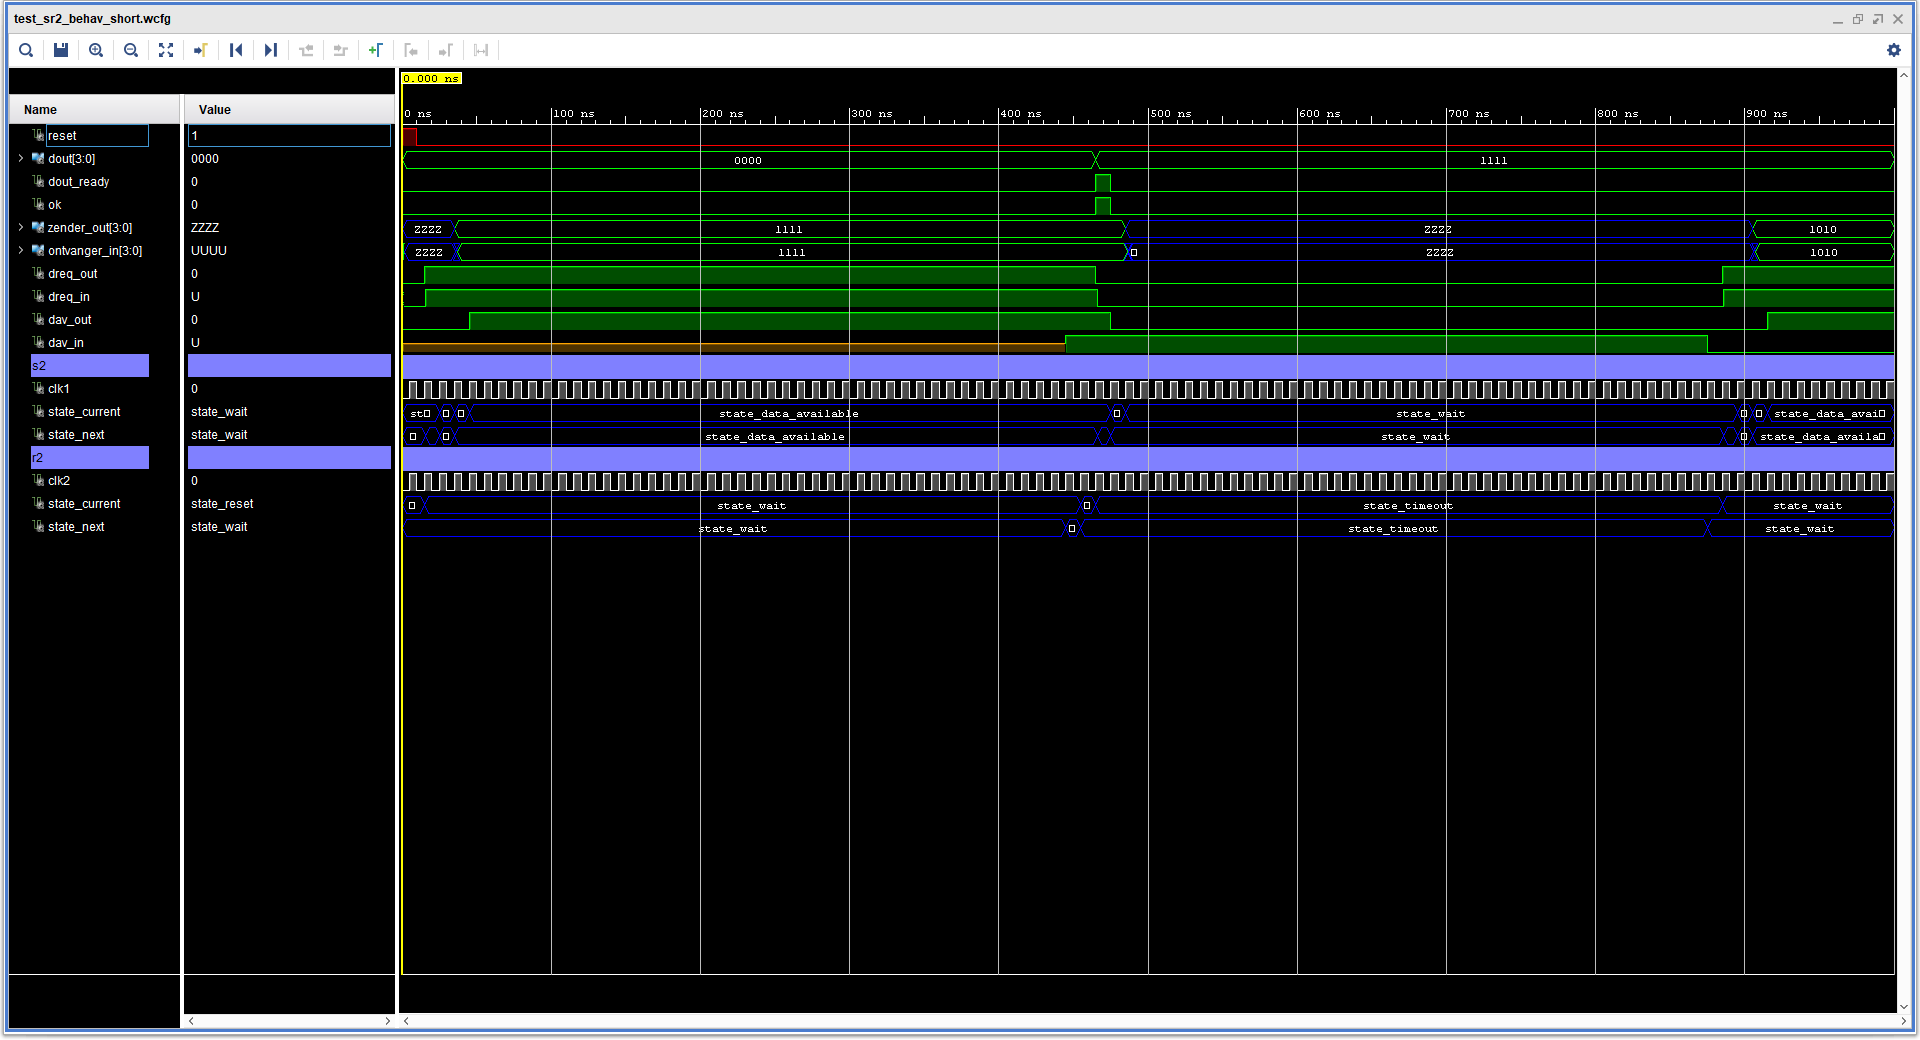 test_sr2_behav_short.wcfg
0.000 ns
Name Value
0 ns 100 ns 200 ns 300 ns 400 ns 500 ns 600 ns 700 ns 800 ns 900 ns
reset 1
dout[3:0] 0000 0000 1111
dout_ready 0
ok 0
zender_out[3:0] ZZZZ ZZZZ 1111 ZZZZ 1010
ontvanger_in[3:0] UUUU ZZZZ 1111 ZZZZ 1010
dreq_out 0
dreq_in U
dav_out 0
dav_in U
s2
clk1 0
state_current state_wait st state_data_available state_wait state_data_avai
state_next state_wait state_data_available state_wait state_data_availa
r2
clk2 0
state_current state_reset state_wait state_timeout state_wait
state_next state_wait state_wait state_timeout state_wait